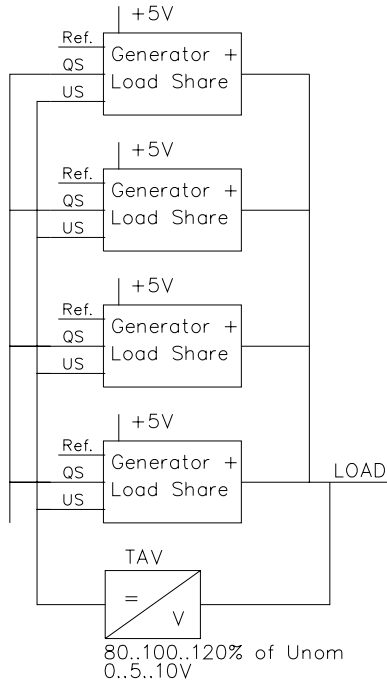 +5V
Ref.
Generator +
QS
Load Share
US
+5V
Ref.
Generator +
QS
Load Share
US
+5V
Ref.
Generator +
QS
Load Share
US
+5V
Ref.
Generator +
QS
Load Share
US
LOAD
TAV
=
V
80..100..120% of Unom
0..5..10V